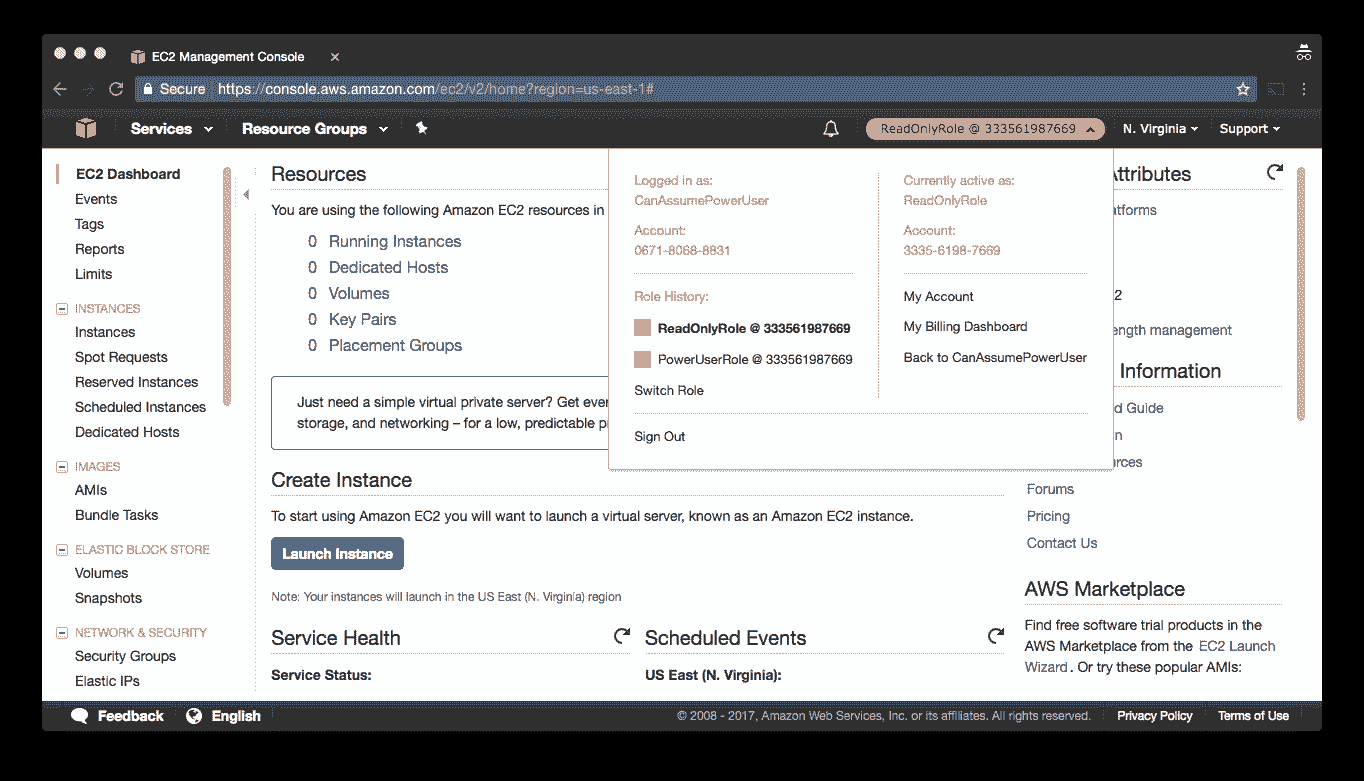 EC2 Management Console
Secure https://console.aws.amazon.com/ec2/v2/home?region=us-east-1#
Services Resource Groups ReadOnlyRole @ 333561987669 N. Virginia Support
EC2 Dashboard
Events
Tags
Reports
Limits
INSTANCES
Instances
Spot Requests
Reserved Instances
Scheduled Instances
Dedicated Hosts
IMAGES
AMIs
Bundle Tasks
ELASTIC BLOCK STORE
Volumes
Snapshots
NETWORK & SECURITY
Security Groups
Elastic IPs
Resources
You are using the following Amazon EC2 resources in
0 Running Instances
0 Dedicated Hosts
0 Volumes
0 Key Pairs
0 Placement Groups
Just need a simple virtual private server? Get
storage, and networking – for a low, predictable
Create Instance
To start using Amazon EC2 you will want to launch a virtual server, known as an Amazon EC2 instance.
Launch Instance
Note: Your instances will launch in the US East (N. Virginia) region
Service Health
Service Status:
Scheduled Events
US East (N. Virginia):
Logged in as:
CanAssumePowerUser
Account:
0671-8068-8831
Role History:
ReadOnlyRole @ 333561987669
PowerUserRole @ 333561987669
Switch Role
Sign Out
Currently active as:
ReadOnlyRole
Account:
3335-6198-7669
My Account
My Billing Dashboard
Back to CanAssumePowerUser
Attributes
2
management
Information
Guide
Forums
Pricing
Contact Us
AWS Marketplace
Find free software trial products in the
AWS Marketplace from the EC2 Launch
Wizard. Or try these popular AMIs:
Feedback English © 2008 - 2017, Amazon Web Services, Inc. or its affiliates. All rights reserved. Privacy Policy Terms of Use